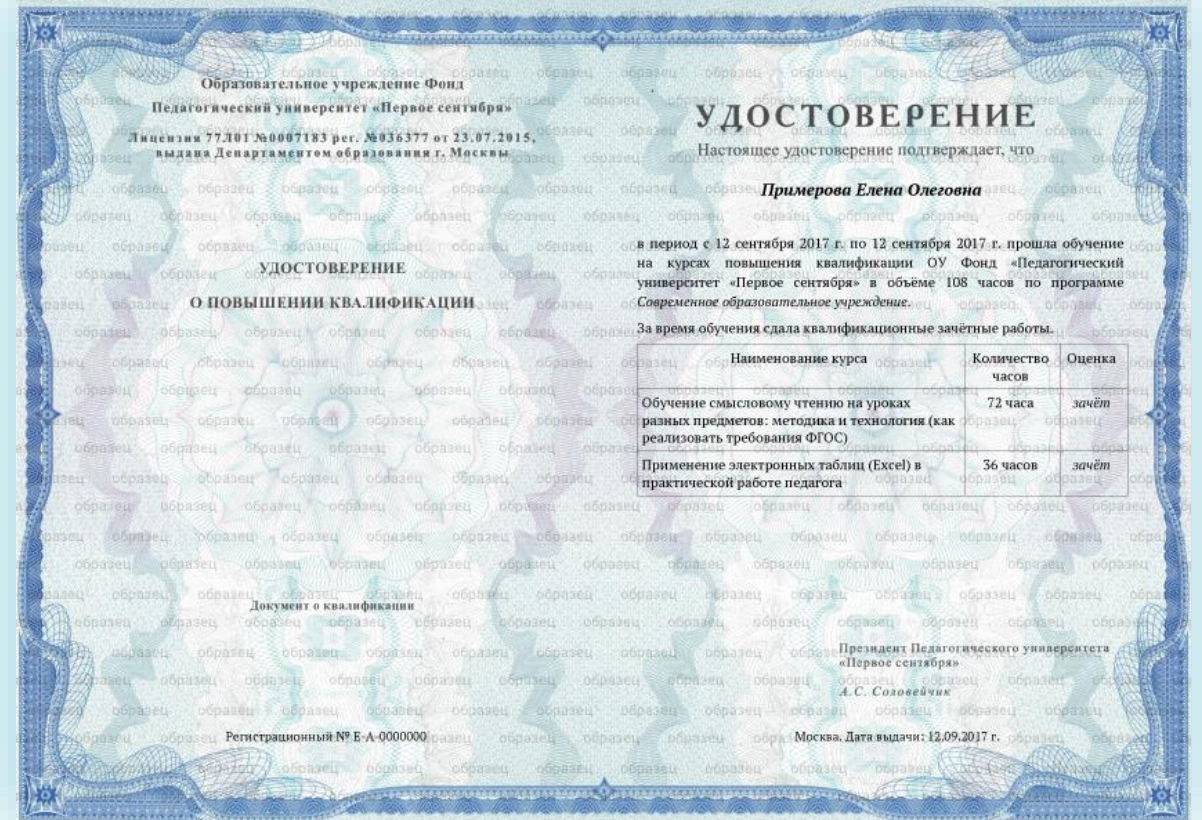 Образовательное учреждение Фонд
Педагогический университет «Первое сентября»
Лицензия 77Л01 №0007183 рег. №036377 от 23.07.2015,
выдана Департаментом образования г. Москвы
УДОСТОВЕРЕНИЕ
О ПОВЫШЕНИИ КВАЛИФИКАЦИИ
Документ о квалификации
Регистрационный № Е-А-0000000
УДОСТОВЕРЕНИЕ
Настоящее удостоверение подтверждает, что
Примерова Елена Олеговна
в период с 12 сентября 2017 г. по 12 сентября 2017 г. прошла обучение
на курсах повышения квалификации ОУ Фонд «Педагогический
университет «Первое сентября» в объёме 108 часов по программе
Современное образовательное учреждение.
За время обучения сдала квалификационные зачётные работы.
Наименование курса Количество Оценка
часов
Обучение смысловому чтению на уроках 72 часа зачёт
разных предметов: методика и технология (как
реализовать требования ФГОС)
Применение электронных таблиц (Excel) в 36 часов зачёт
практической работе педагога
Президент Педагогического университета
«Первое сентября»
А.С. Соловейчик
Москва. Дата выдачи: 12.09.2017 г.
образец